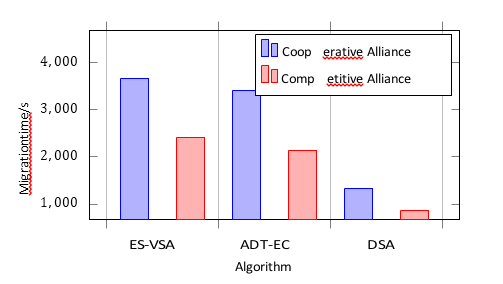 Coop erative Alliance
Comp etitive Alliance
4,000
3,000
2,000
1,000
Migrationtime/s
ES-VSA ADT-EC DSA
Algorithm